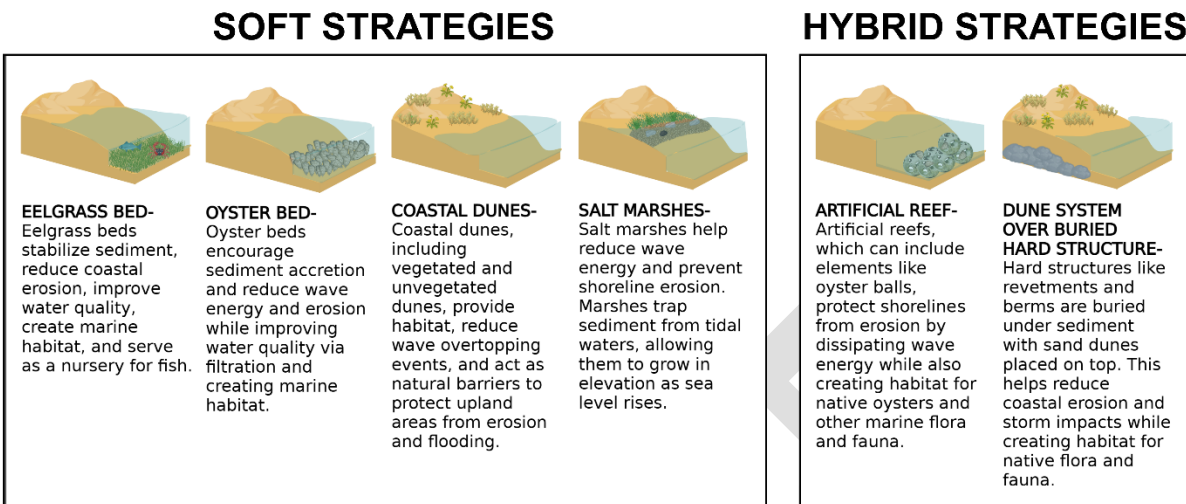 SOFT STRATEGIES
EELGRASS BED-
Eelgrass beds
stabilize sediment,
reduce coastal
erosion, improve
water quality,
create marine
habitat, and serve
as a nursery for fish.
OYSTER BED-
Oyster beds
encourage
sediment accretion
and reduce wave
energy and erosion
while improving
water quality via
filtration and
creating marine
habitat.
COASTAL DUNES-
Coastal dunes,
including
vegetated and
unvegetated
dunes, provide
habitat, reduce
wave overtopping
events, and act as
natural barriers to
protect upland
areas from erosion
and flooding.
SALT MARSHES-
Salt marshes help
reduce wave
energy and prevent
shoreline erosion.
Marshes trap
sediment from tidal
waters, allowing
them to grow in
elevation as sea
level rises.
HYBRID STRATEGIES
ARTIFICIAL REEF-
Artificial reefs,
which can include
elements like
oyster balls,
protect shorelines
from erosion by
dissipating wave
energy while also
creating habitat for
native oysters and
other marine flora
and fauna.
DUNE SYSTEM
OVER BURIED
HARD STRUCTURE-
Hard structures like
revetments and
berms are buried
under sediment
with sand dunes
placed on top. This
helps reduce
coastal erosion and
storm impacts while
creating habitat for
native flora and
fauna.